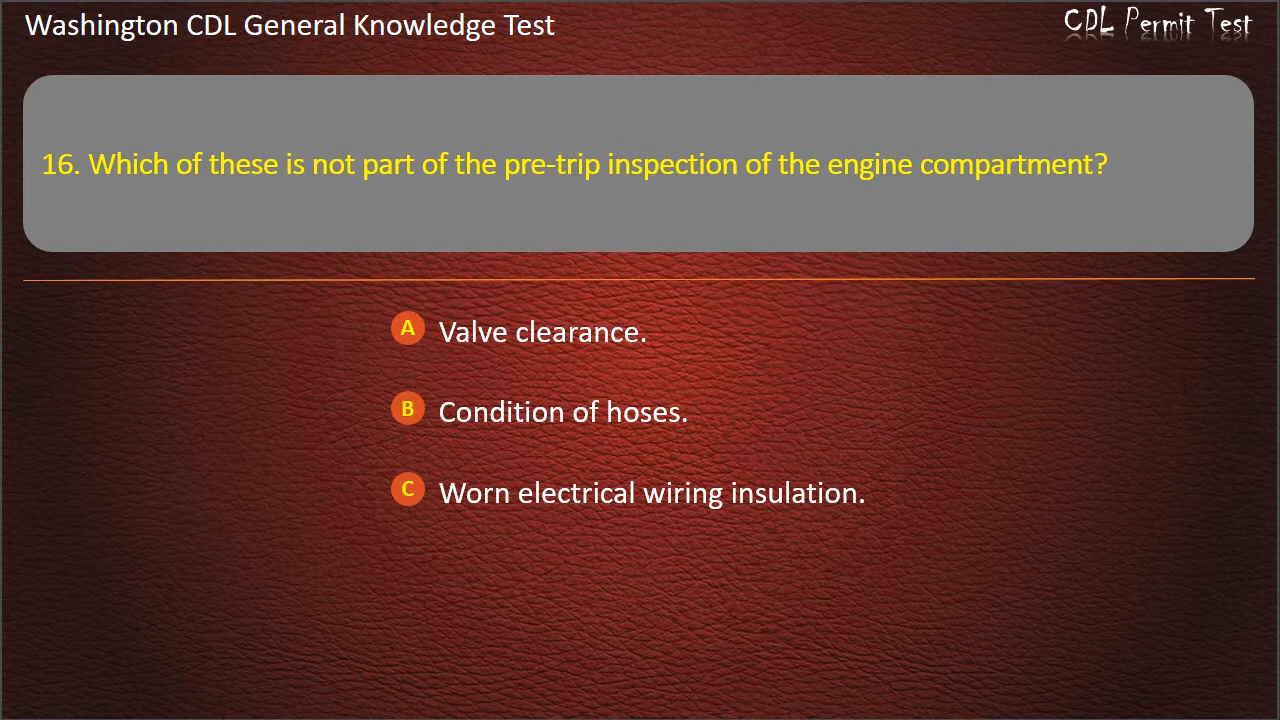 Washington CDL General Knowledge Test
CDL Permit Test
16. Which of these is not part of the pre-trip inspection of the engine compartment?
A Valve clearance.
B Condition of hoses.
C Worn electrical wiring insulation.